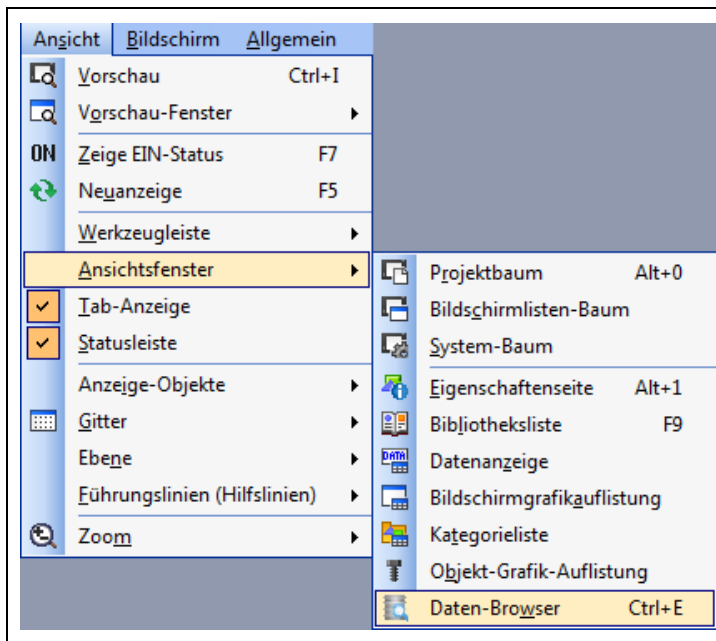 Ansicht Bildschirm Allgemein
Vorschau Ctrl+I
Vorschau-Fenster
ON Zeige EIN-Status F7
Neuanzeige F5
Werkzeugleiste
Ansichtsfenster
Tab-Anzeige
Statusleiste
Anzeige-Objekte
Gitter
Ebene
Führungslinien (Hilfslinien)
Zoom
Projektbaum Alt+0
Bildschirmlisten-Baum
System-Baum
Eigenschaftenseite Alt+1
Bibliotheksliste F9
DATA Datenanzeige
Bildschirmgrafikauflistung
Kategorieliste
Objekt-Grafik-Auflistung
Daten-Browser Ctrl+E